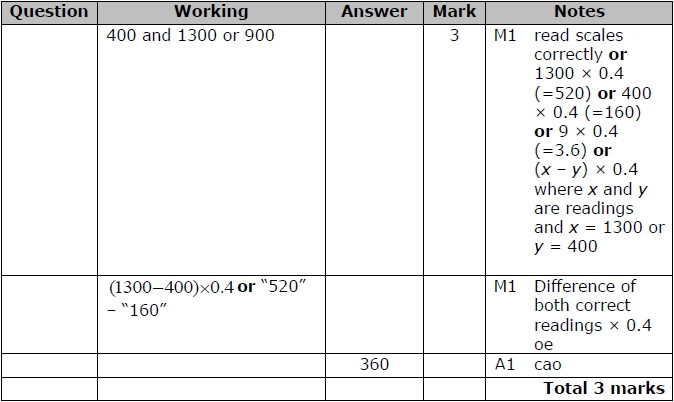 Question Working Answer Mark Notes
400 and 1300 or 900 3 M1 read scales
correctly or
1300 × 0.4
(=520) or 400
× 0.4 (=160)
or 9 × 0.4
(=3.6) or
(x – y) × 0.4
where x and y
are readings
and x = 1300 or
y = 400
(1300−400)×0.4 or “520” M1 Difference of
– “160” both correct
readings × 0.4
oe
360 A1 cao
Total 3 marks